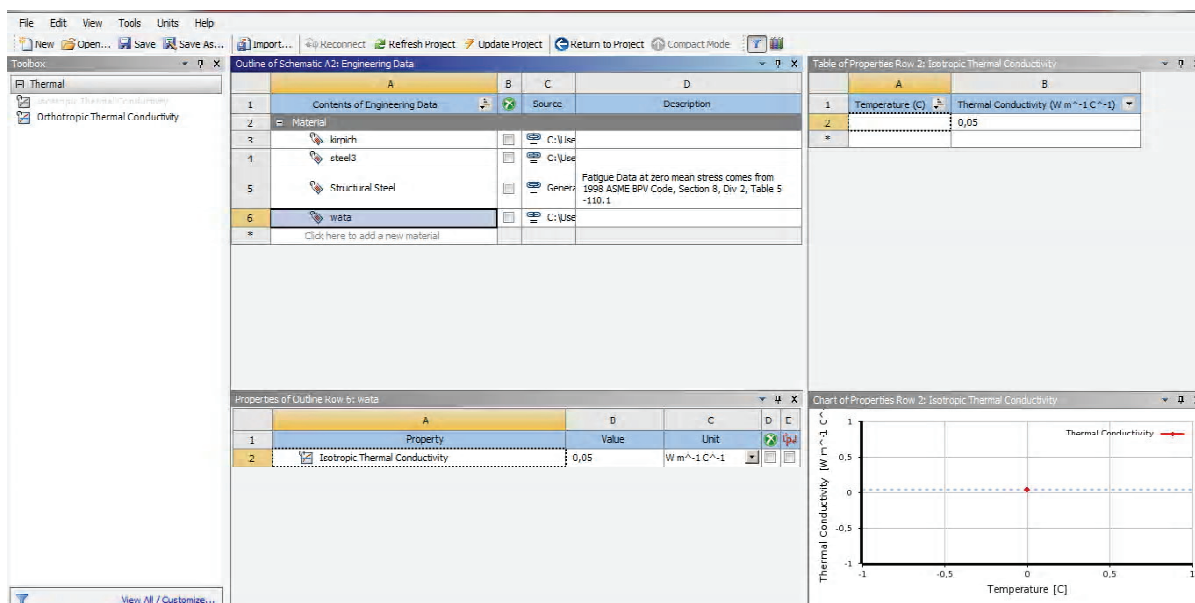 File Edit View Tools Units Help
New Open... Save Save As... Import... Reconnect Refresh Project Update Project Return to Project Compact Mode
Toolbox
Thermal
Isotropic Thermal Conductivity
Orthotropic Thermal Conductivity
View All / Customize...
Outline of Schematic A2: Engineering Data
A B C D
1 Contents of Engineering Data Source Description
2 Material
3 kirpich C:\Use
4 steel3 C:\Use
Fatigue Data at zero mean stress comes from
5 Structural Steel Genera 1998 ASME BPV Code, Section 8, Div 2, Table 5
-110.1
6 wata C:\Use
* Click here to add a new material
Properties of Outline Row 6: wata
A B C D E
1 Property Value Unit
2 Isotropic Thermal Conductivity 0,05 W m^-1 C^-1
Table of Properties Row 2: Isotropic Thermal Conductivity
A B
1 Temperature (C) Thermal Conductivity (W m^-1 C^-1)
2 0,05
*
Chart of Properties Row 2: Isotropic Thermal Conductivity
Thermal Conductivity [W m^-1 C^-
1
0.5
0
-0,5
-1
Thermal Conductivity
-1 -0,5 0 0,5 1
Temperature [C]